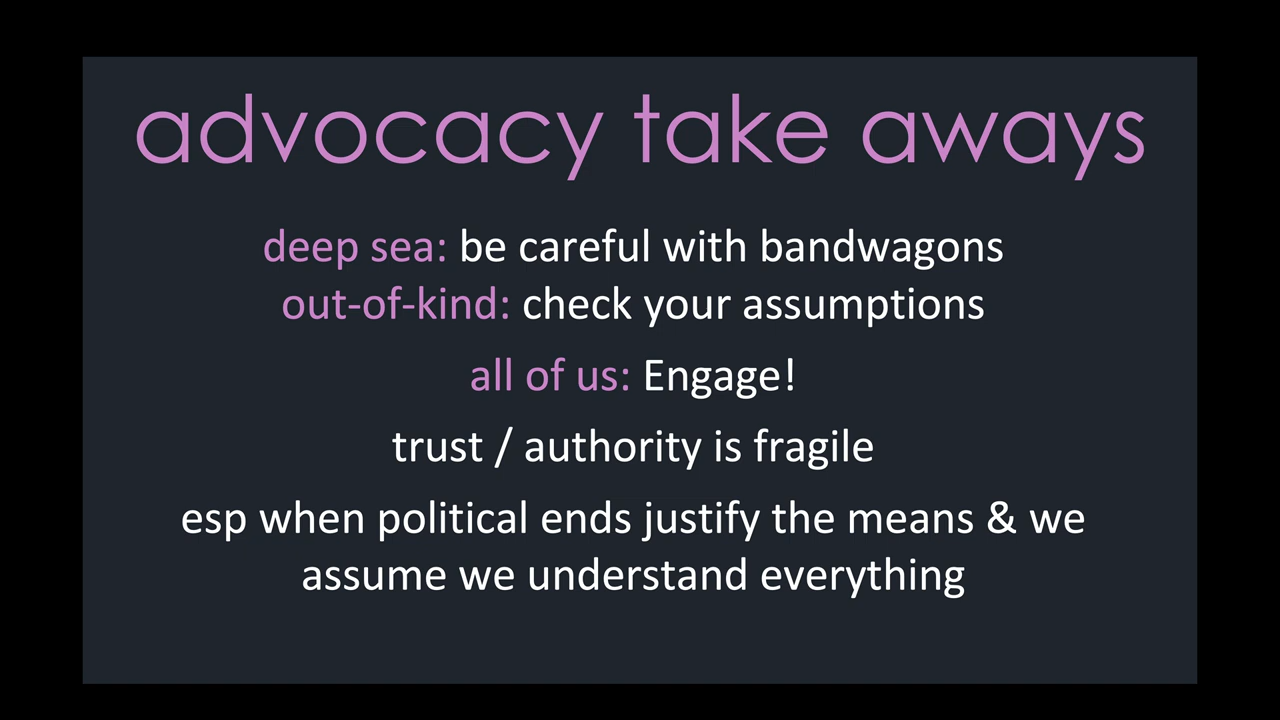 advocacy take aways
deep sea: be careful with bandwagons
out-of-kind: check your assumptions
all of us: Engage!
trust / authority is fragile
esp when political ends justify the means & we
assume we understand everything